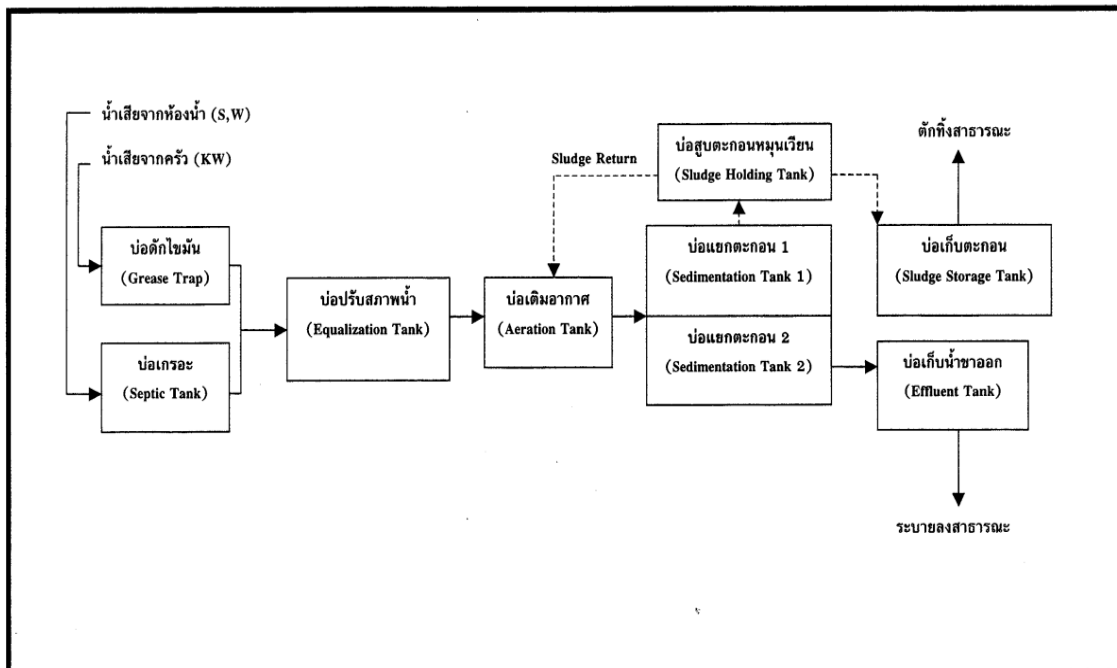 น้ำเสียจากห้องน้ำ (S,W)
น้ำเสียจากครัว (KW)
บ่อดักไขมัน
(Grease Trap)
บ่อเกรอะ
(Septic Tank)
บ่อปรับสภาพน้ำ
(Equalization Tank)
Sludge Return
บ่อเติมอากาศ
(Aeration Tank)
บ่อสูบตะกอนหมุนเวียน
(Sludge Holding Tank)
บ่อแยกตะกอน 1
(Sedimentation Tank 1)
บ่อแยกตะกอน 2
(Sedimentation Tank 2)
ตักทิ้งสาธารณะ
บ่อเก็บตะกอน
(Sludge Storage Tank)
บ่อเก็บน้ำขาออก
(Effluent Tank)
ระบายลงสาธารณะ